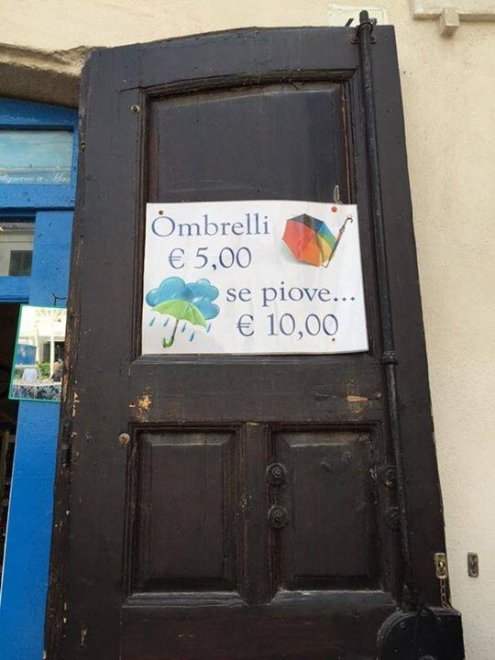 Ombrelli
€ 5,00
se piove...
€ 10,00